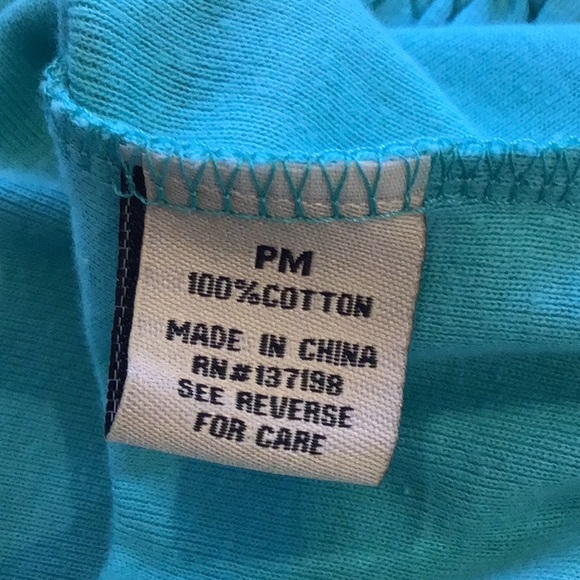 PM
100%COTTON
MADE IN CHINA
RN#137198
SEE REVERSE
FOR CARE